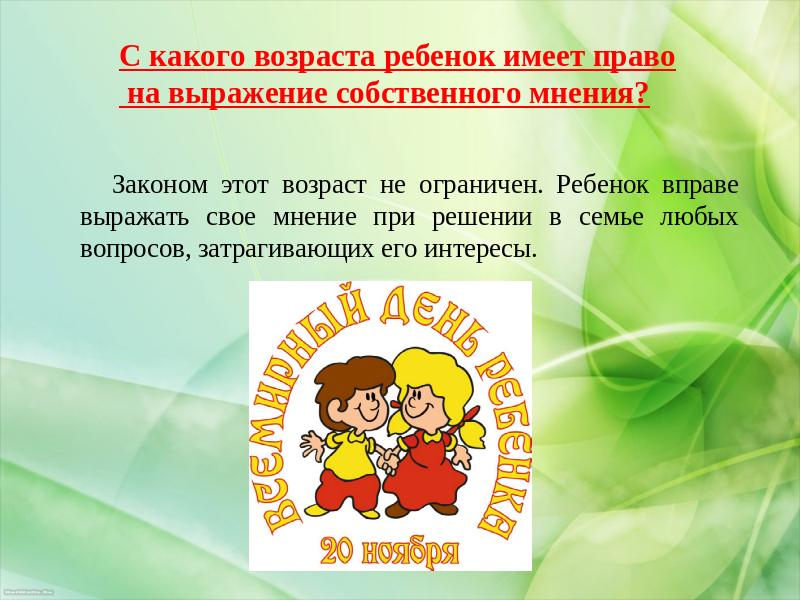 С какого возраста ребенок имеет право
на выражение собственного мнения?
Законом этот возраст не ограничен. Ребенок вправе
выражать свое мнение при решении в семье любых
вопросов, затрагивающих его интересы.
ВСЕМИРНЫЙ ДЕНЬ РЕБЕНКА
20 ноября